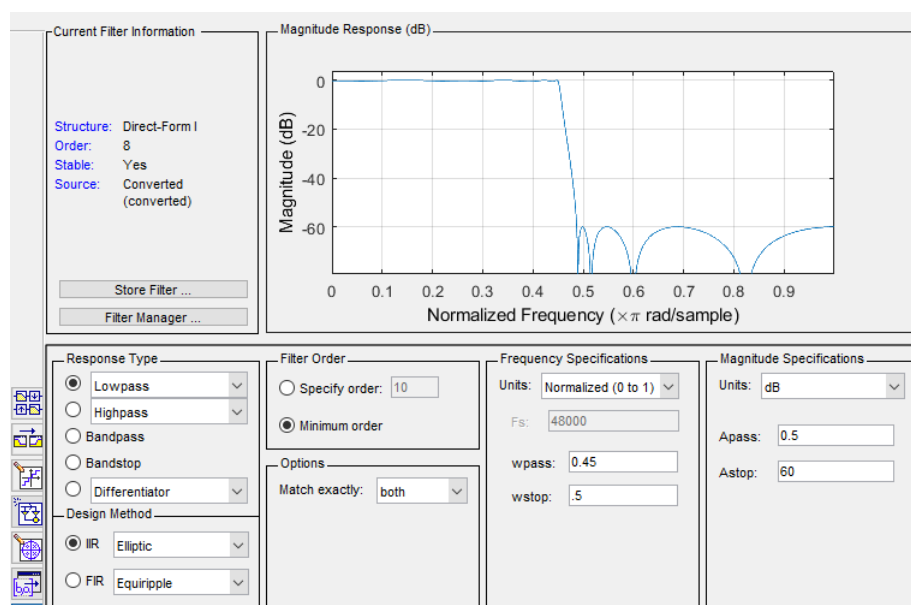 Current Filter Information
Structure: Direct-Form I
Order: 8
Stable: Yes
Source: Converted
(converted)
Store Filter ...
Filter Manager ...
Magnitude Response (dB)
0
-20
-40
-60
Magnitude (dB)
0 0.1 0.2 0.3 0.4 0.5 0.6 0.7 0.8 0.9
Normalized Frequency (×π rad/sample)
Response Type
Lowpass
Highpass
Bandpass
Bandstop
Differentiator
Design Method
IIR Elliptic
FIR Equiripple
Filter Order
Specify order: 10
Minimum order
Options
Match exactly: both
Frequency Specifications
Units: Normalized (0 to 1)
Fs: 48000
wpass: 0.45
wstop: .5
Magnitude Specifications
Units: dB
Apass: 0.5
Astop: 60